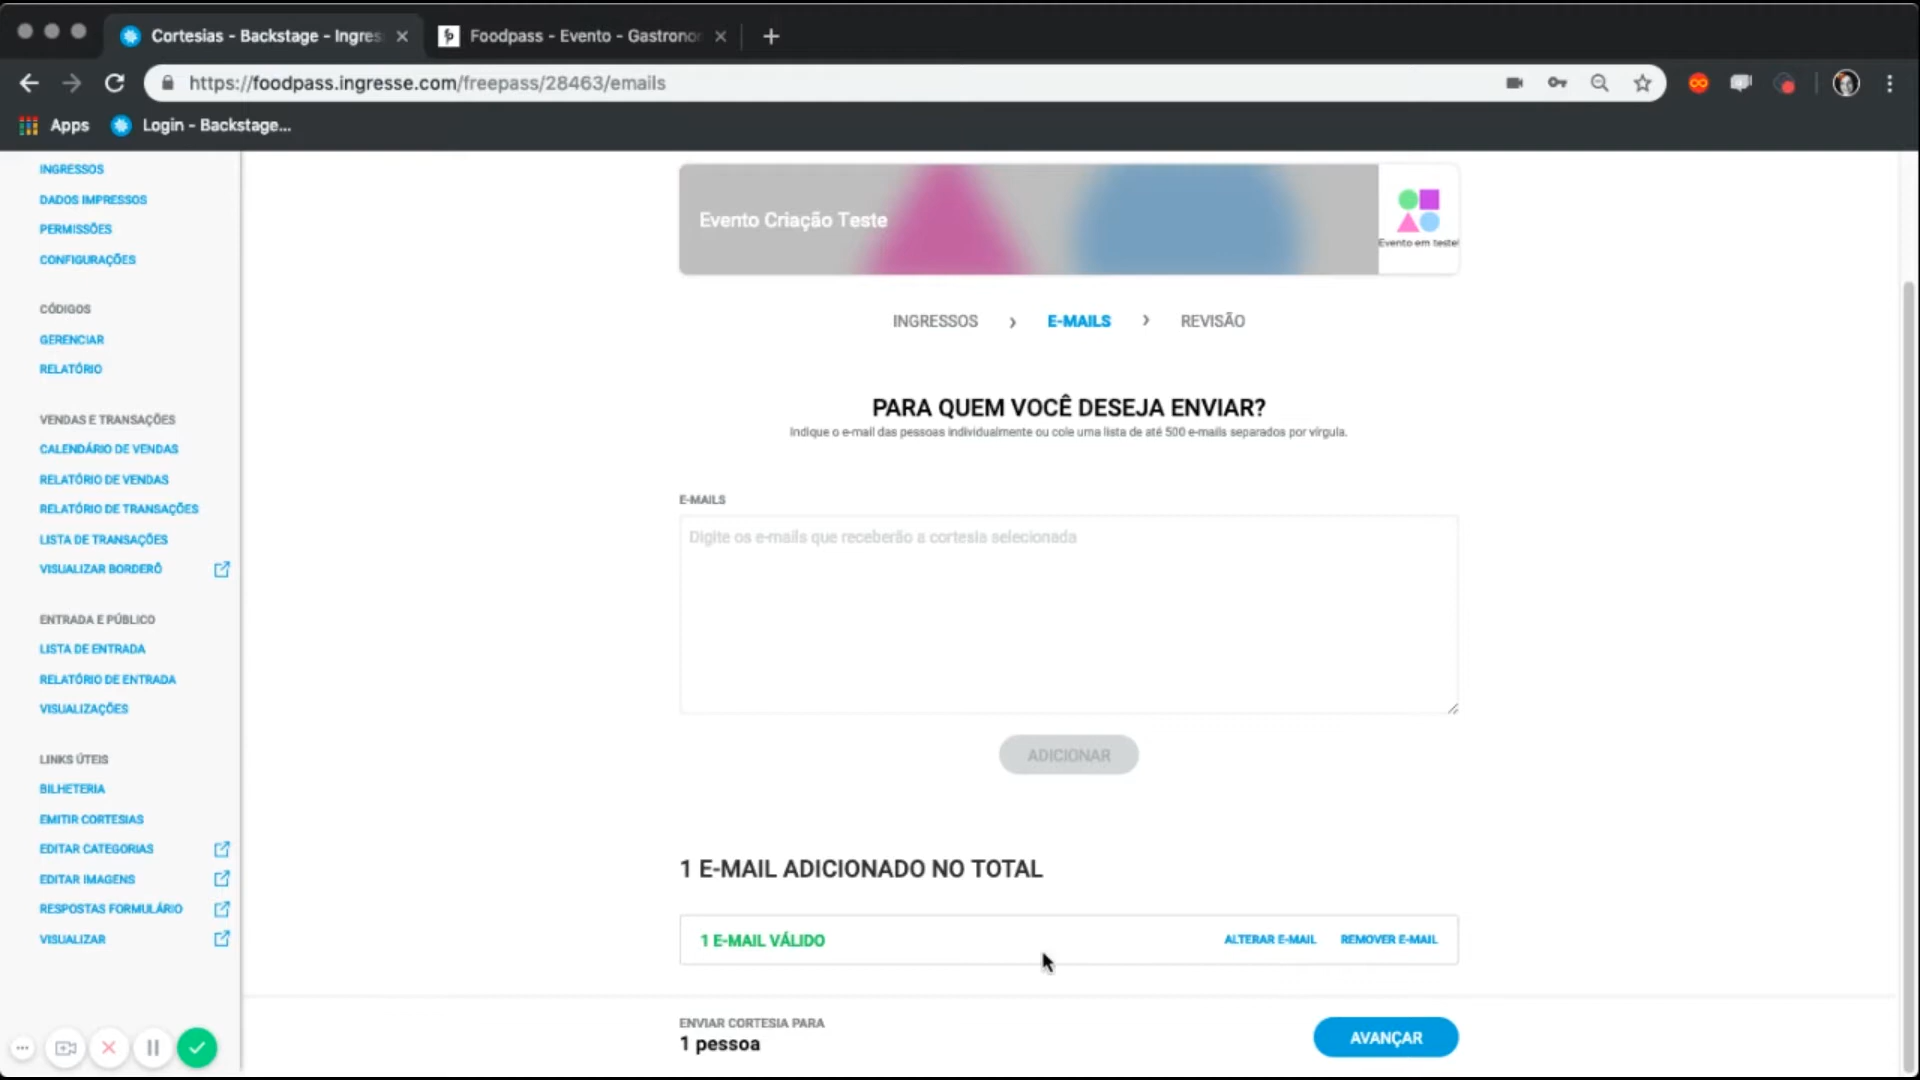 Cortesias - Backstage - Ingres
Foodpass - Evento - Gastrono
https://foodpass.ingresse.com/freepass/28463/emails
Apps
Login - Backstage...
INGRESSOS
DADOS IMPRESSOS
PERMISSÕES
CONFIGURAÇÕES
CÓDIGOS
GERENCIAR
RELATÓRIO
VENDAS E TRANSAÇÕES
CALENDÁRIO DE VENDAS
RELATÓRIO DE VENDAS
RELATÓRIO DE TRANSAÇÕES
LISTA DE TRANSAÇÕES
VISUALIZAR BORDERÔ
ENTRADA E PÚBLICO
LISTA DE ENTRADA
RELATÓRIO DE ENTRADA
VISUALIZAÇÕES
LINKS ÚTEIS
BILHETERIA
EMITIR CORTESIAS
EDITAR CATEGORIAS
EDITAR IMAGENS
RESPOSTAS FORMULÁRIO
VISUALIZAR
Evento Criação Teste
Evento em teste!
INGRESSOS > E-MAILS > REVISÃO
PARA QUEM VOCÊ DESEJA ENVIAR?
Indique o e-mail das pessoas individualmente ou cole uma lista de até 500 e-mails separados por vírgula.
E-MAILS
Digite os e-mails que receberão a cortesia selecionada
ADICIONAR
1 E-MAIL ADICIONADO NO TOTAL
1 E-MAIL VÁLIDO
ALTERAR E-MAIL
REMOVER E-MAIL
ENVIAR CORTESIA PARA
1 pessoa
AVANÇAR